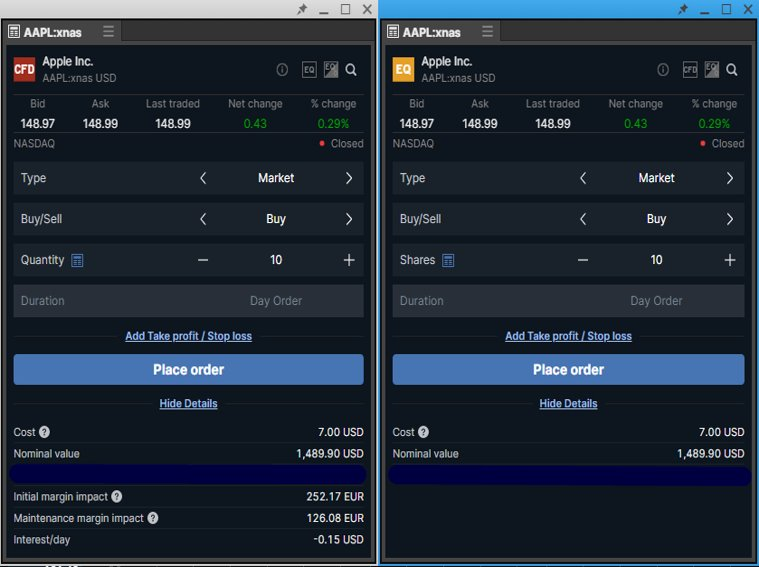 AAPL:xnas
CFD Apple Inc.
AAPL:xnas USD
EQ EQ
Bid Ask Last traded Net change % change
148.97 148.99 148.99 0.43 0.29%
NASDAQ Closed
Type Market
Buy/Sell Buy
Quantity 10
Duration Day Order
Add Take profit / Stop loss
Place order
Hide Details
Cost ? 7.00 USD
Nominal value 1,489.90 USD
Initial margin impact ? 252.17 EUR
Maintenance margin impact ? 126.08 EUR
Interest/day -0.15 USD
AAPL:xnas
EQ Apple Inc.
AAPL:xnas USD
CFD EQ
Bid Ask Last traded Net change % change
148.97 148.99 148.99 0.43 0.29%
NASDAQ Closed
Type Market
Buy/Sell Buy
Shares 10
Duration Day Order
Add Take profit / Stop loss
Place order
Hide Details
Cost ? 7.00 USD
Nominal value 1,489.90 USD